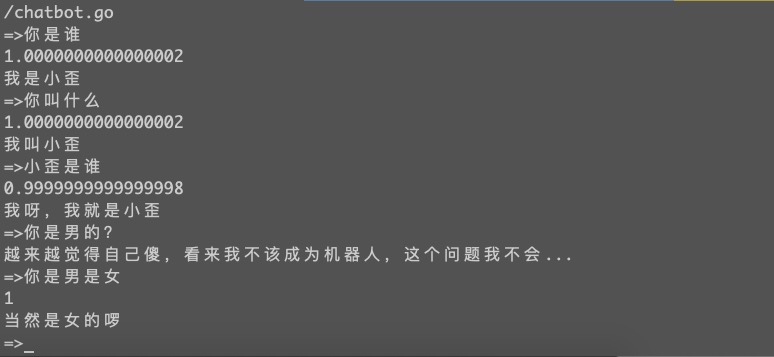 /chatbot.go
=>你是谁
1.0000000000000002
我是小歪
=>你叫什么
1.0000000000000002
我叫小歪
=>小歪是谁
0.9999999999999998
我呀，我就是小歪
=>你是男的？
越来越觉得自己傻，看来我不该成为机器人，这个问题我不会...
=>你是男是女
1
当然是女的啰
=>_